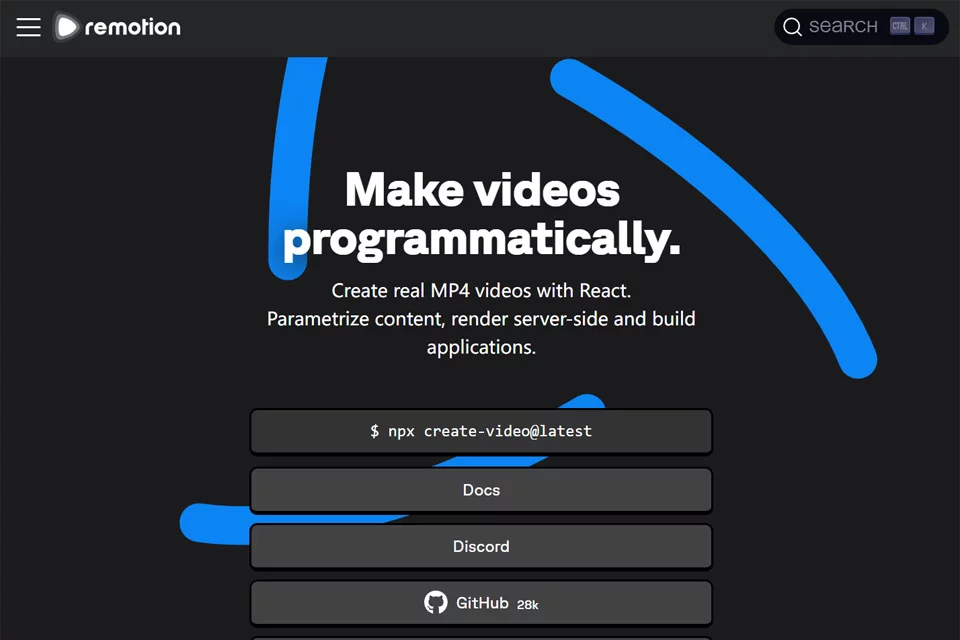 remotion
SEARCH CTRL K
Make videos
programmatically.
Create real MP4 videos with React.
Parametrize content, render server-side and build
applications.
$ npx create-video@latest
Docs
Discord
GitHub 28k